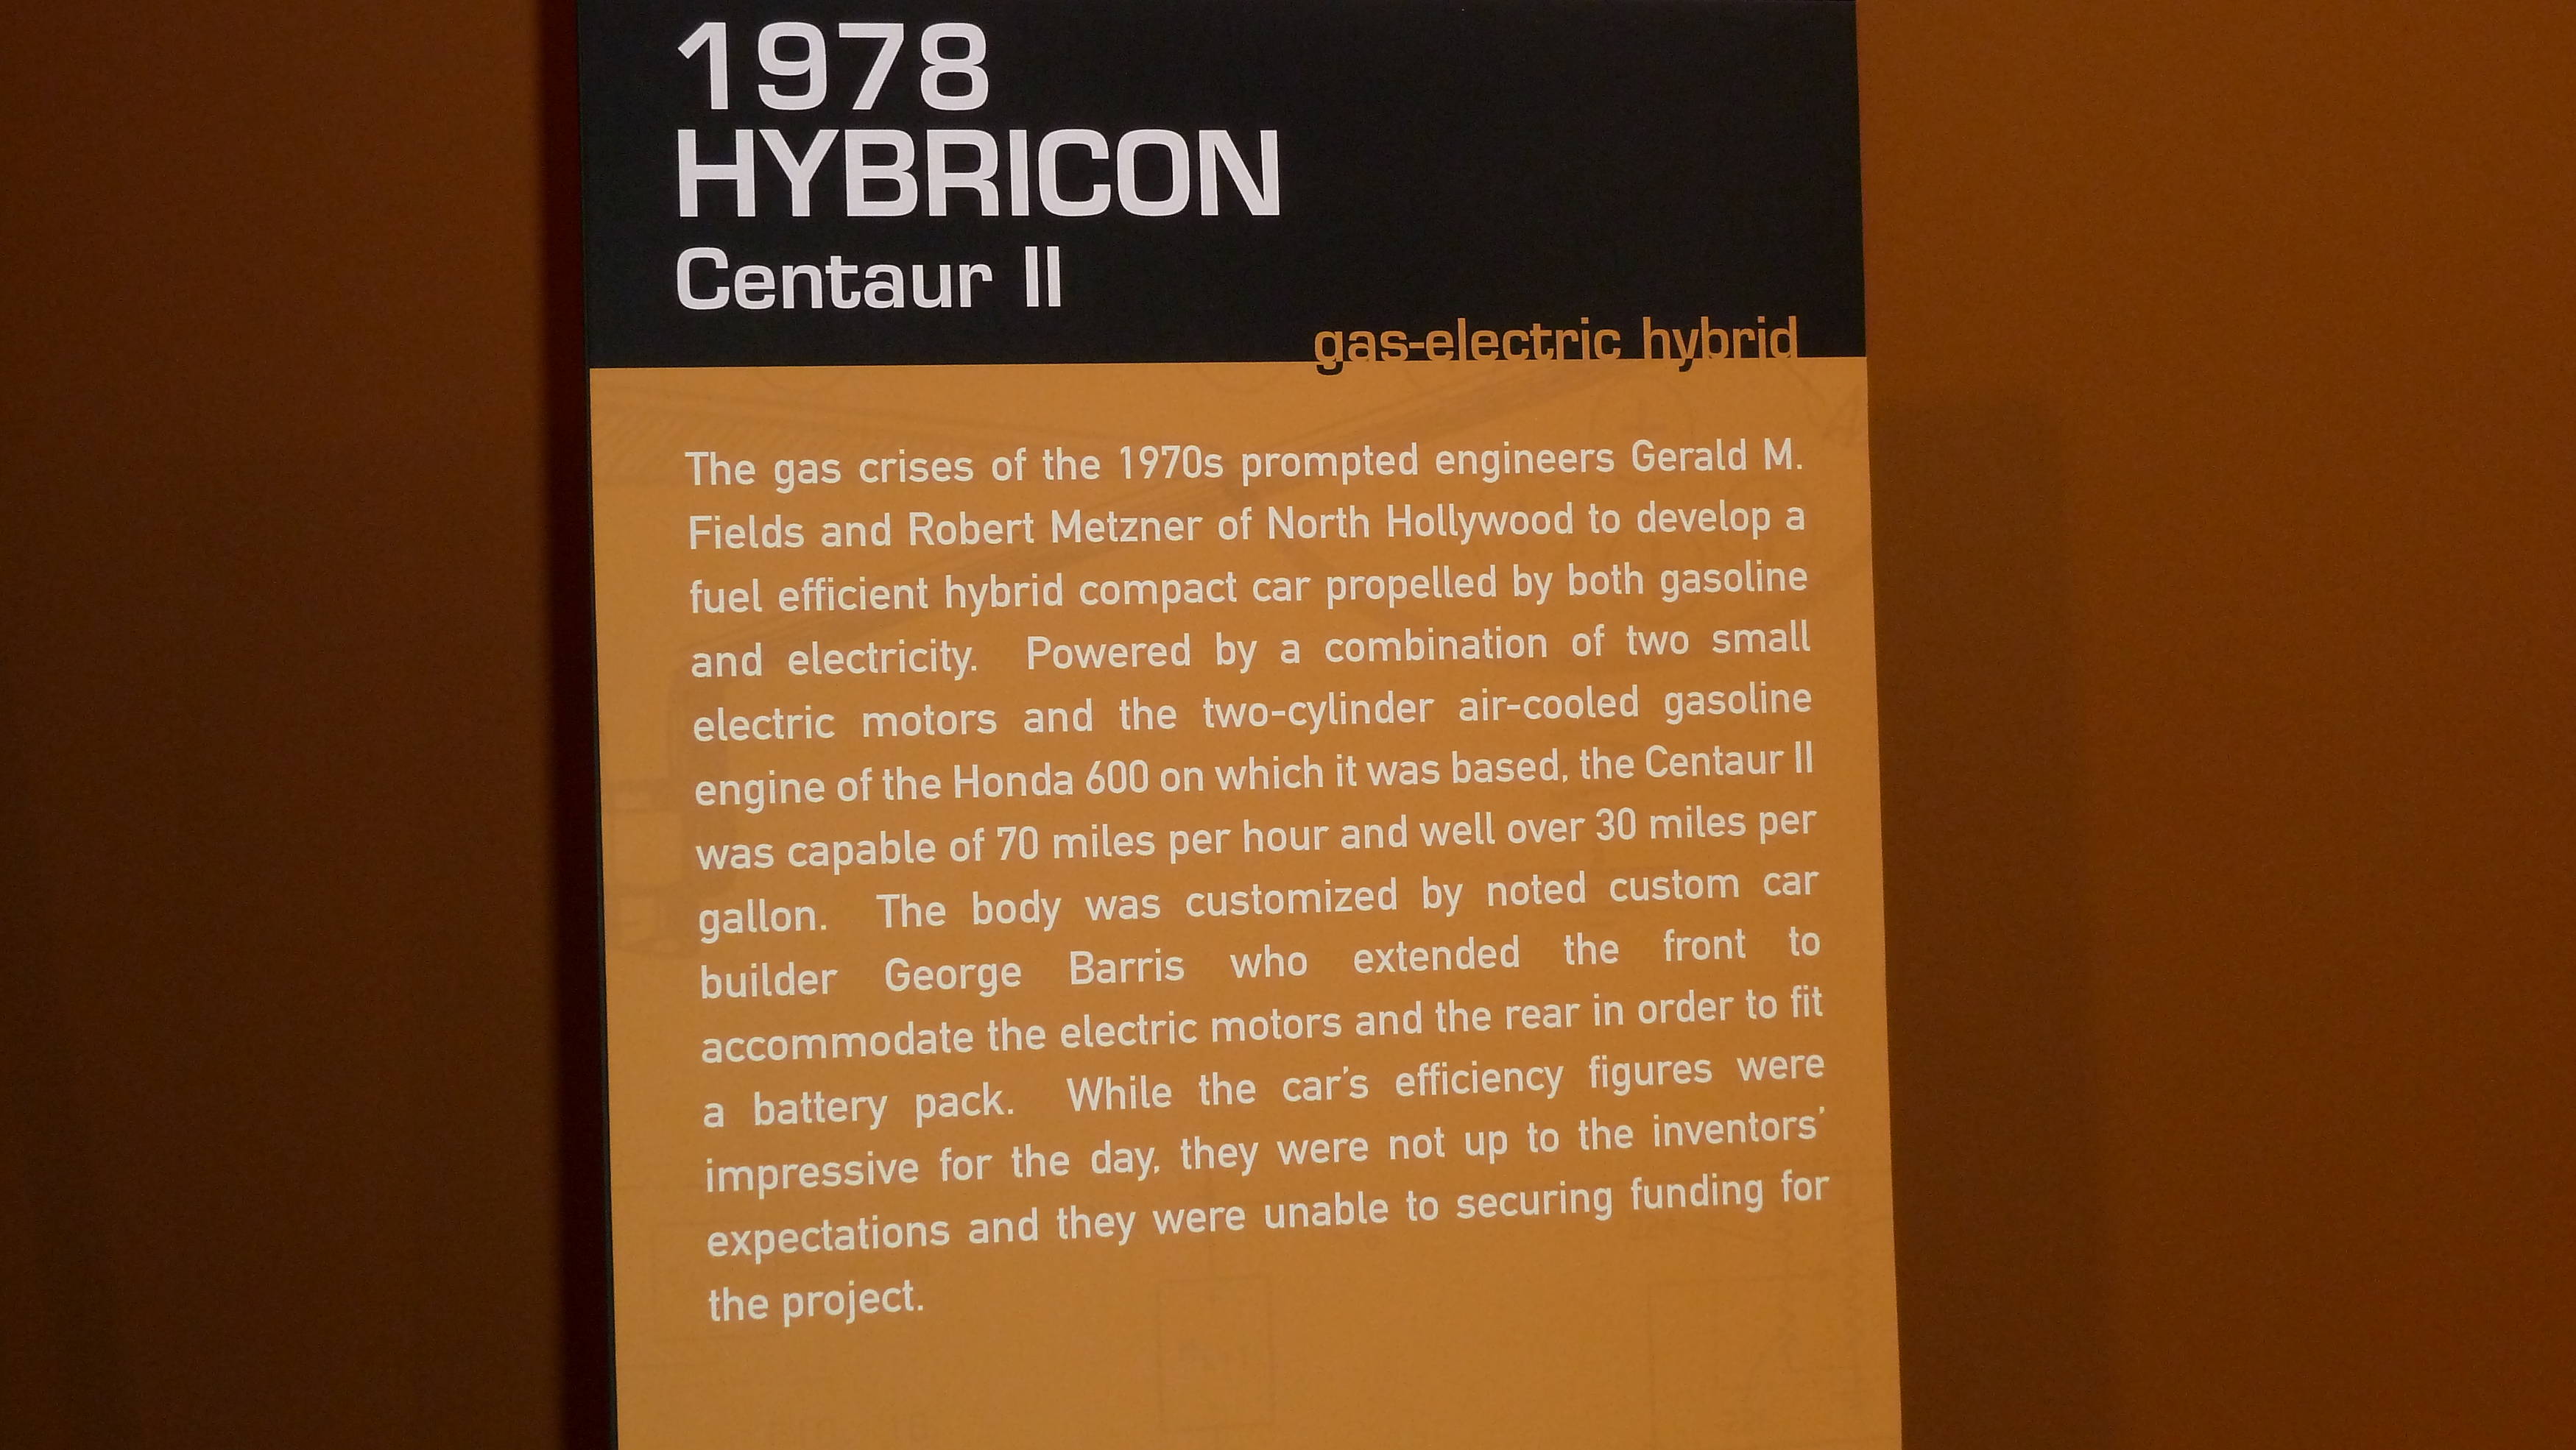 1978
HYBRICON
Centaur II
gas-electric hybrid
The gas crises of the 1970s prompted engineers Gerald M.
Fields and Robert Metzner of North Hollywood to develop a
fuel efficient hybrid compact car propelled by both gasoline
and electricity. Powered by a combination of two small
electric motors and the two-cylinder air-cooled gasoline
engine of the Honda 600 on which it was based, the Centaur II
was capable of 70 miles per hour and well over 30 miles per
gallon. The body was customized by noted custom car
builder George Barris who extended the front to
accommodate the electric motors and the rear in order to fit
a battery pack. While the car's efficiency figures were
impressive for the day, they were not up to the inventors'
expectations and they were unable to securing funding for
the project.